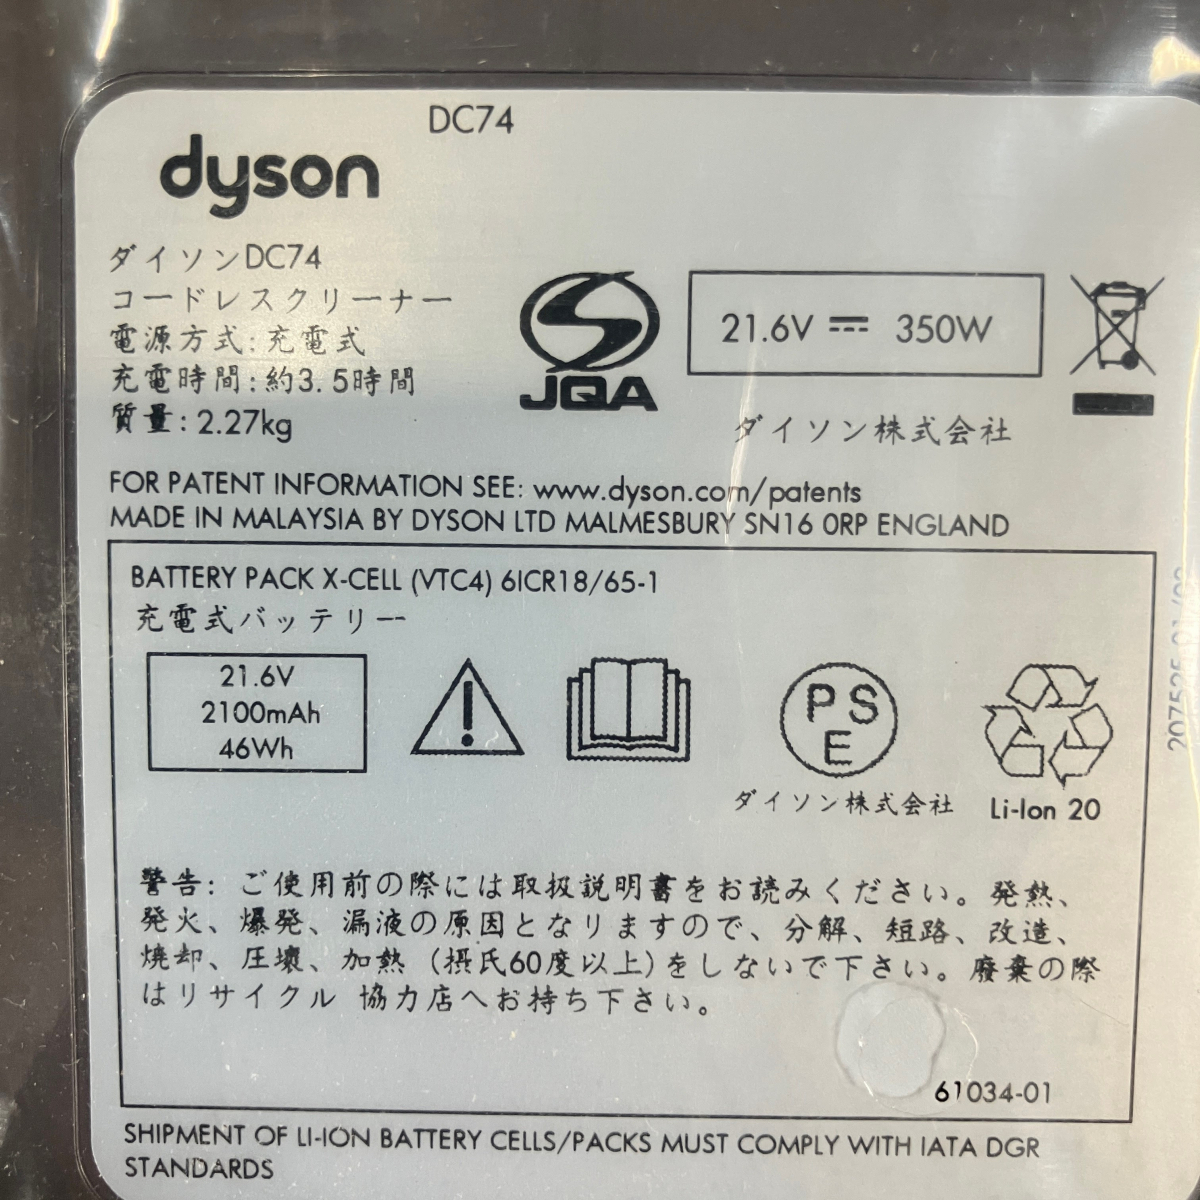 DC74
dyson
ダイソンDC74
コードレスクリーナー
電源方式:充電式
充電時間:約3.5時間
質量:2.27kg
JQA
21.6V ⎓ 350W
ダイソン株式会社
FOR PATENT INFORMATION SEE: www.dyson.com/patents
MADE IN MALAYSIA BY DYSON LTD MALMESBURY SN16 0RP ENGLAND
BATTERY PACK X-CELL (VTC4) 6ICR18/65-1
充電式バッテリー
21.6V
2100mAh
46Wh
PSE
ダイソン株式会社
Li-Ion 20
警告: ご使用前の際には取扱説明書をお読みください。発熱、
発火、爆発、漏液の原因となりますので、分解、短路、改造、
焼却、圧壊、加熱 (摂氏60度以上)をしないで下さい。廃棄の際
はリサイクル 協力店へお持ち下さい。
61034-01
SHIPMENT OF LI-ION BATTERY CELLS/PACKS MUST COMPLY WITH IATA DGR
STANDARDS